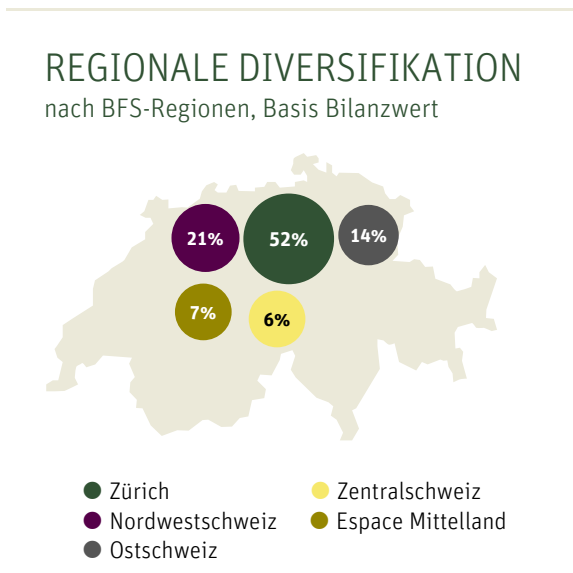 REGIONALE DIVERSIFIKATION
nach BFS-Regionen, Basis Bilanzwert
21%
52%
14%
7%
6%
Zürich
Nordwestschweiz
Ostschweiz
Zentralschweiz
Espace Mittelland